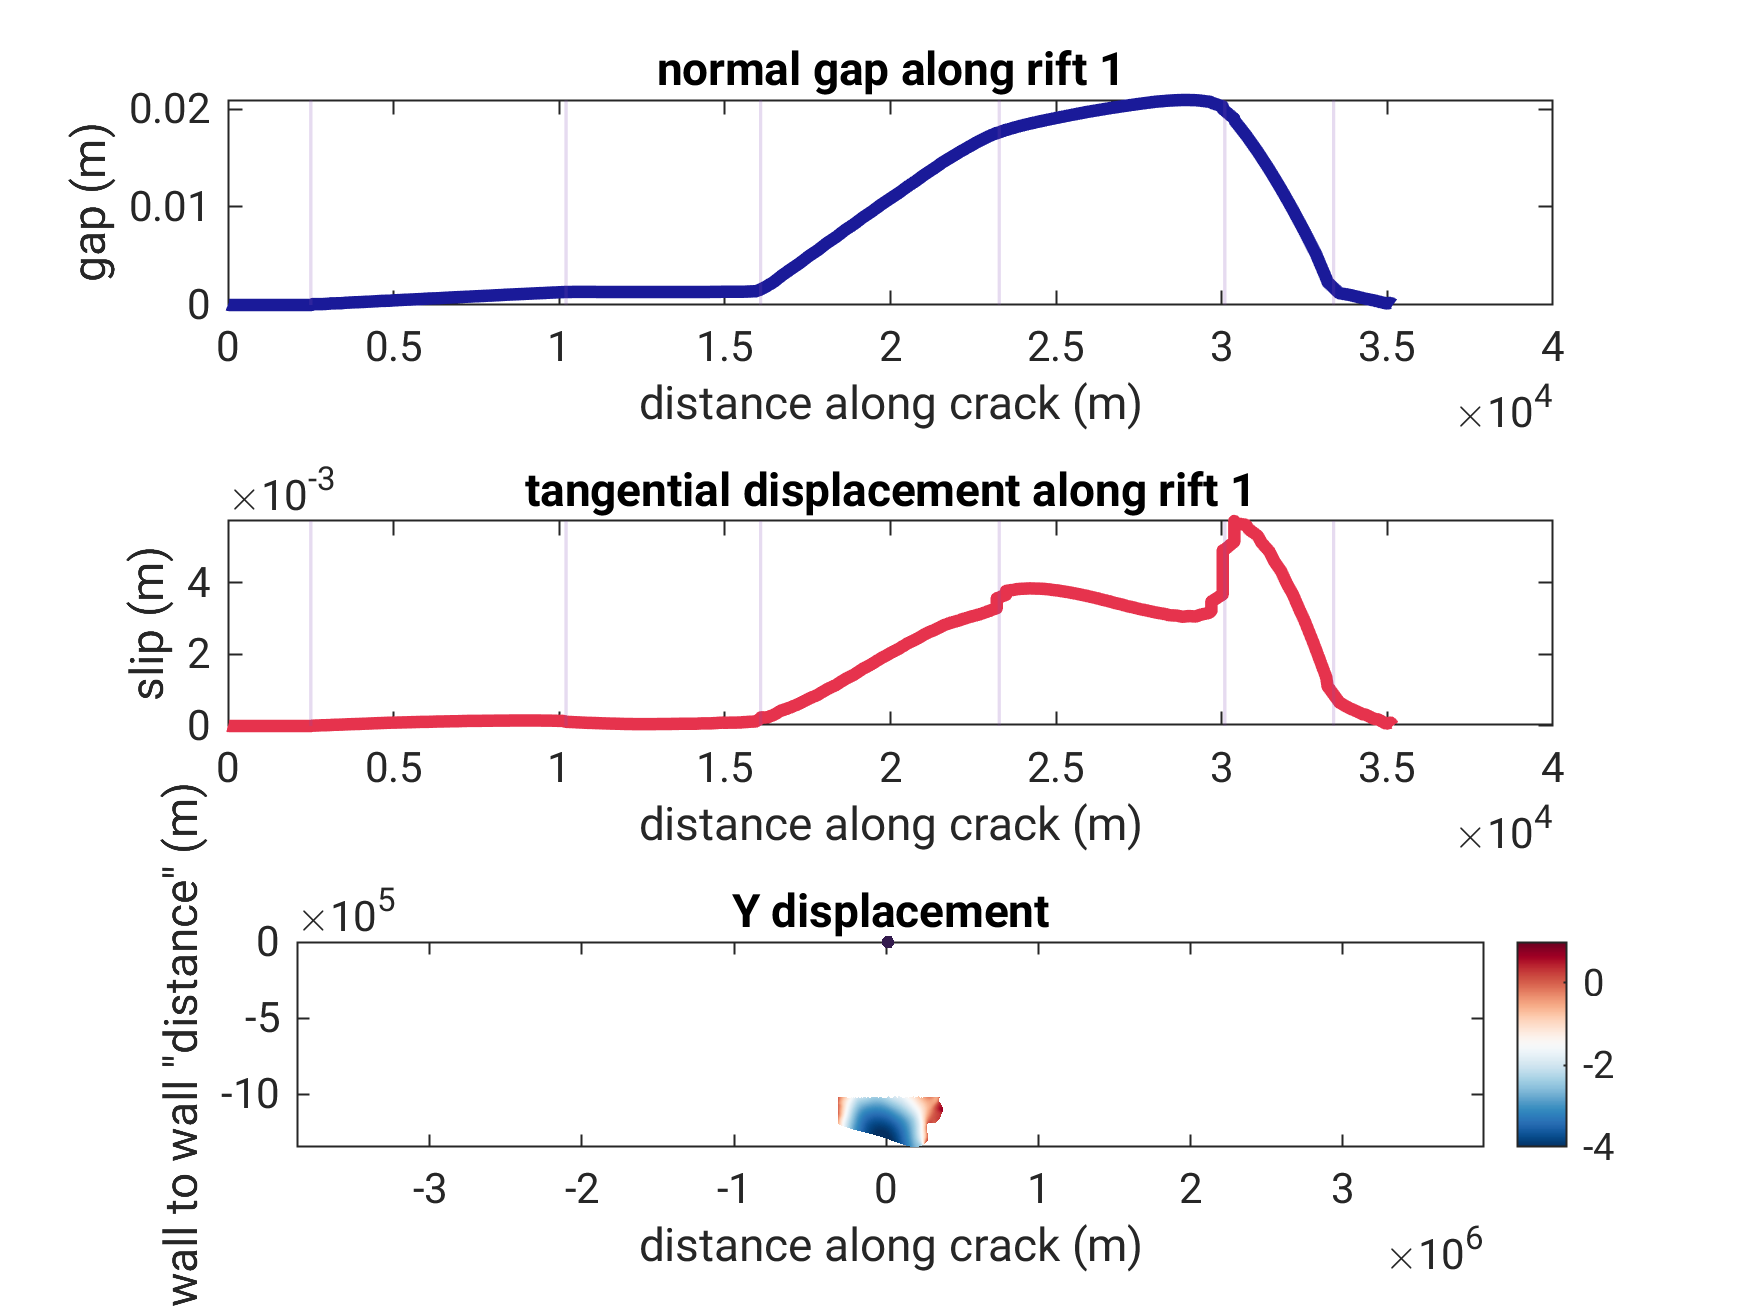 normal gap along rift 1
gap (m)
0.02
0.01
0
0 0.5 1 1.5 2 2.5 3 3.5 4
distance along crack (m)
×10^4
tangential displacement along rift 1
×10^-3
slip (m)
4
2
0
0 0.5 1 1.5 2 2.5 3 3.5 4
distance along crack (m)
×10^4
Y displacement
×10^5
wall to wall "distance" (m)
0
-5
-10
-3 -2 -1 0 1 2 3
distance along crack (m)
×10^6
0
-2
-4